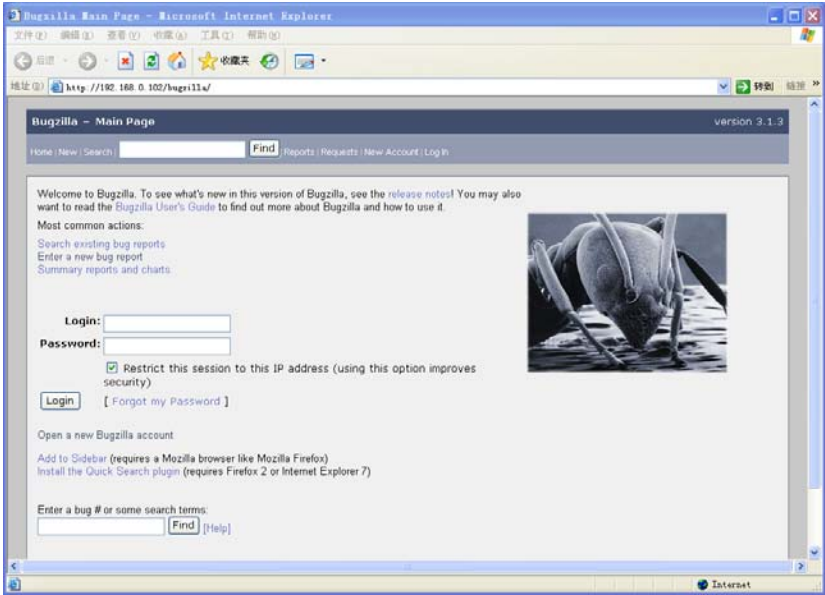 Bugzilla Main Page - Microsoft Internet Explorer
文件(F) 编辑(E) 查看(V) 收藏(A) 工具(T) 帮助(H)
后退 收藏夹
地址(D) http://192.168.0.102/bugzilla/ 转到 链接 »
Bugzilla – Main Page version 3.1.3
Home | New | Search | Find | Reports | Requests | New Account | Log In
Welcome to Bugzilla. To see what's new in this version of Bugzilla, see the release notes! You may also
want to read the Bugzilla User's Guide to find out more about Bugzilla and how to use it.
Most common actions:
Search existing bug reports
Enter a new bug report
Summary reports and charts
Login:
Password:
Restrict this session to this IP address (using this option improves
security)
Login [ Forgot my Password ]
Open a new Bugzilla account
Add to Sidebar (requires a Mozilla browser like Mozilla Firefox)
Install the Quick Search plugin (requires Firefox 2 or Internet Explorer 7)
Enter a bug # or some search terms:
Find [Help]
Internet